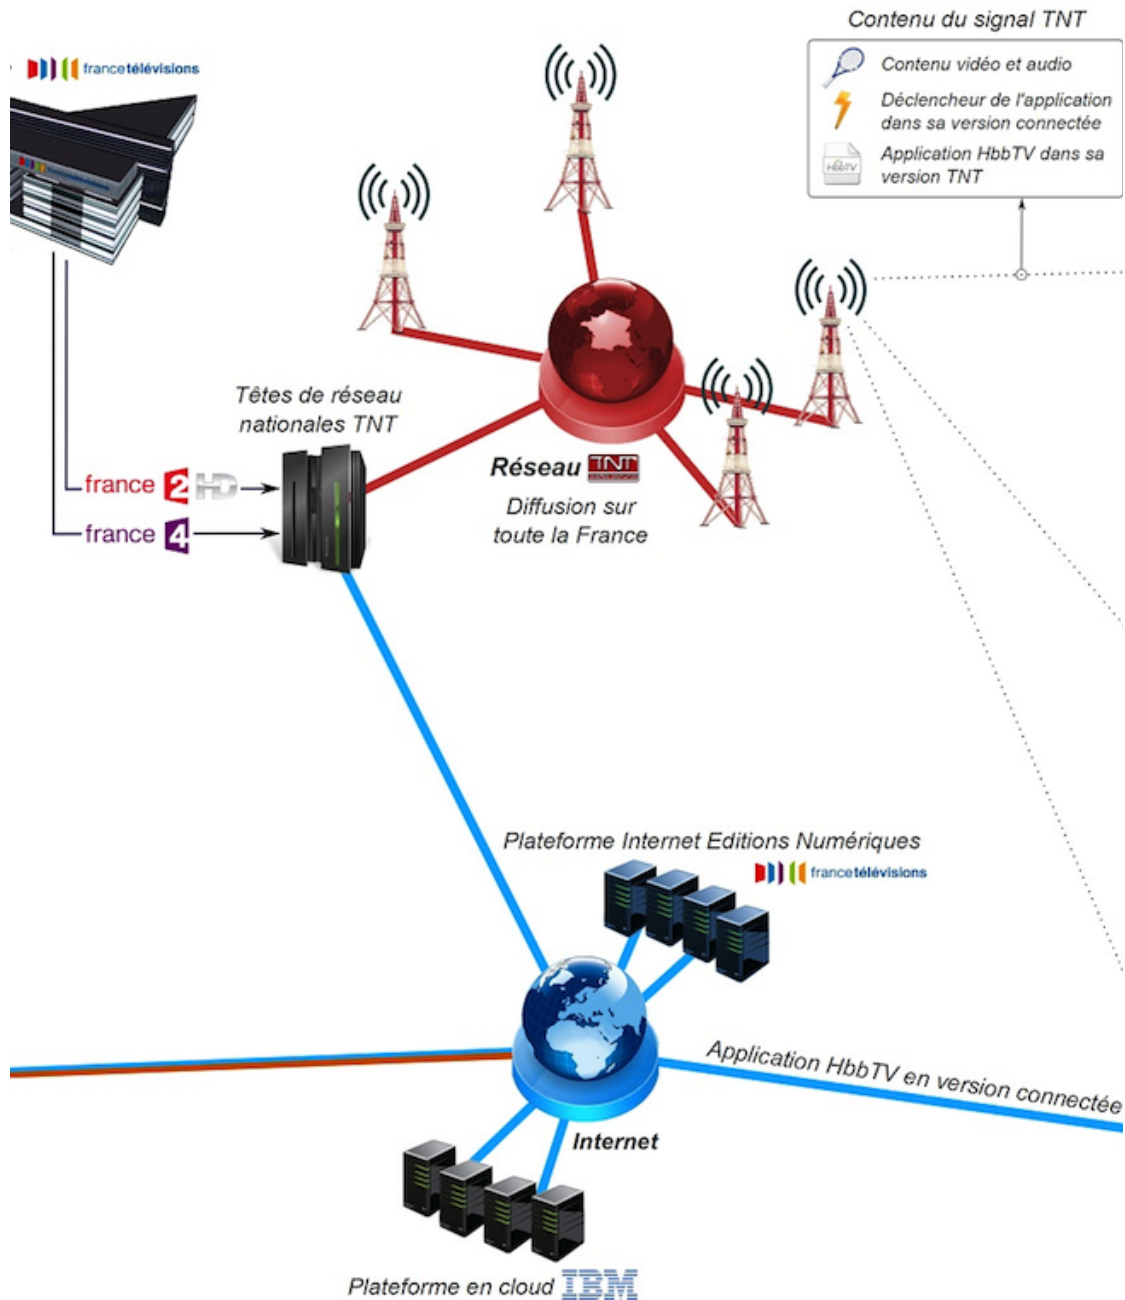 Contenu du signal TNT
francetélévisions
Contenu vidéo et audio
Déclencheur de l'application
dans sa version connectée
HbbTV
Application HbbTV dans sa
version TNT
Têtes de réseau
nationales TNT
france 2 HD
france 4
Réseau TNT
Diffusion sur
toute la France
Plateforme Internet Editions Numériques
francetélévisions
Application HbbTV en version connectée
Internet
Plateforme en cloud IBM